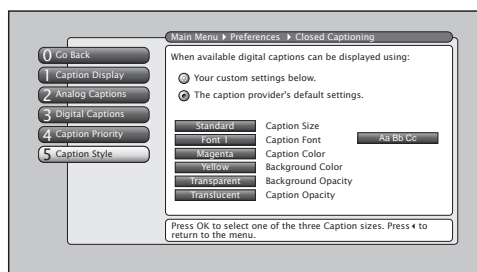 Main Menu ▸ Preferences ▸ Closed Captioning
0 Go Back
1 Caption Display
2 Analog Captions
3 Digital Captions
4 Caption Priority
5 Caption Style
When available digital captions can be displayed using:
Your custom settings below.
The caption provider's default settings.
Standard Caption Size
Font 1 Caption Font Aa Bb Cc
Magenta Caption Color
Yellow Background Color
Transparent Background Opacity
Translucent Caption Opacity
Press OK to select one of the three Caption sizes. Press ◂ to
return to the menu.